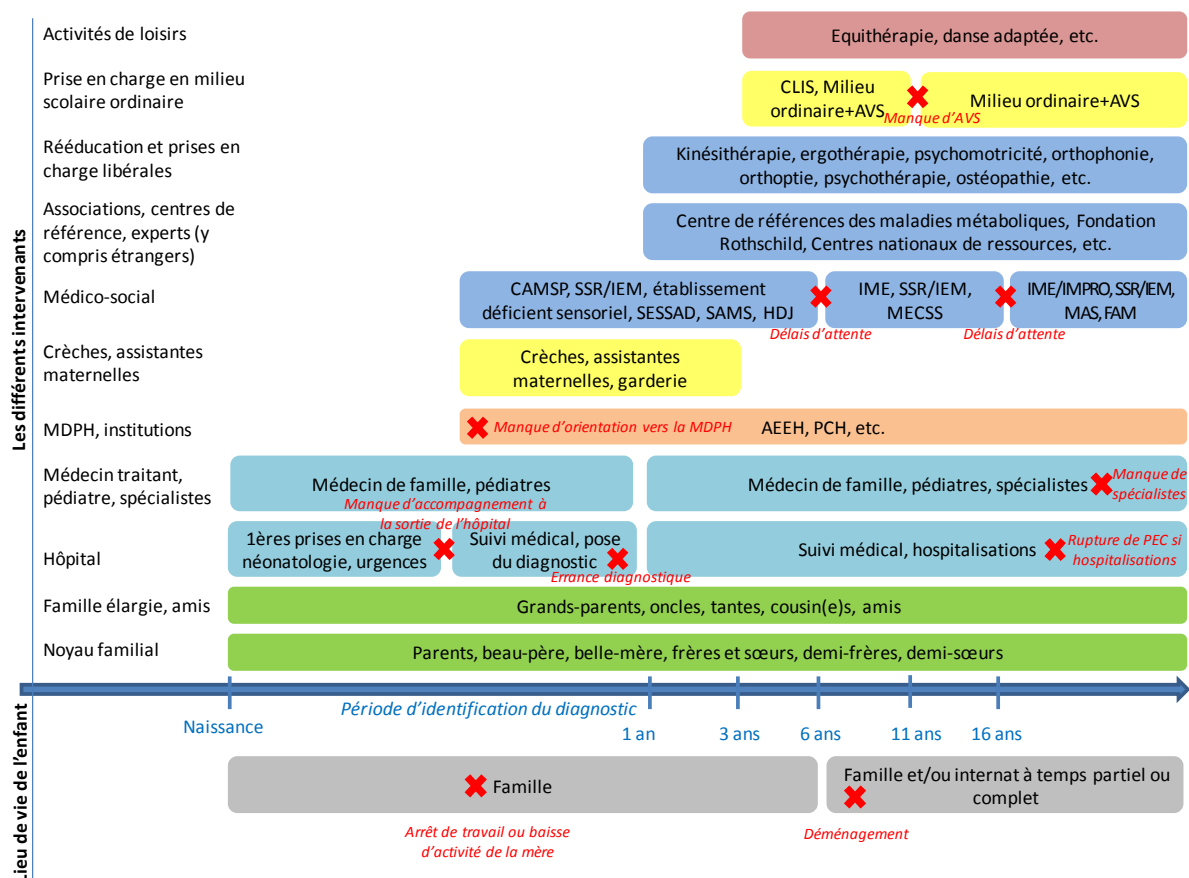 Les différents intervenants
Activités de loisirs
Equithérapie, danse adaptée, etc.
Prise en charge en milieu
scolaire ordinaire
CLIS, Milieu
ordinaire+AVS
Manque d'AVS
Milieu ordinaire+AVS
Rééducation et prises en
charge libérales
Kinésithérapie, ergothérapie, psychomotricité, orthophonie,
orthoptie, psychothérapie, ostéopathie, etc.
Associations, centres de
référence, experts (y
compris étrangers)
Centre de références des maladies métaboliques, Fondation
Rothschild, Centres nationaux de ressources, etc.
Médico-social
CAMSP, SSR/IEM, établissement
déficient sensoriel, SESSAD, SAMS, HDJ
Délais d'attente
IME, SSR/IEM,
MECSS
Délais d'attente
IME/IMPRO, SSR/IEM,
MAS, FAM
Crèches, assistantes
maternelles
Crèches, assistantes
maternelles, garderie
MDPH, institutions
Manque d'orientation vers la MDPH
AEEH, PCH, etc.
Médecin traitant,
pédiatre, spécialistes
Médecin de famille, pédiatres
Manque d'accompagnement à
la sortie de l'hôpital
Médecin de famille, pédiatres, spécialistes
Manque de
spécialistes
Hôpital
1ères prises en charge
néonatologie, urgences
Suivi médical, pose
du diagnostic
Errance diagnostique
Suivi médical, hospitalisations
Rupture de PEC si
hospitalisations
Famille élargie, amis
Grands-parents, oncles, tantes, cousin(e)s, amis
Noyau familial
Parents, beau-père, belle-mère, frères et sœurs, demi-frères, demi-sœurs
Naissance
Période d'identification du diagnostic
1 an
3 ans
6 ans
11 ans
16 ans
Lieu de vie de l'enfant
Famille
Arrêt de travail ou baisse
d'activité de la mère
Famille et/ou internat à temps partiel ou
complet
Déménagement